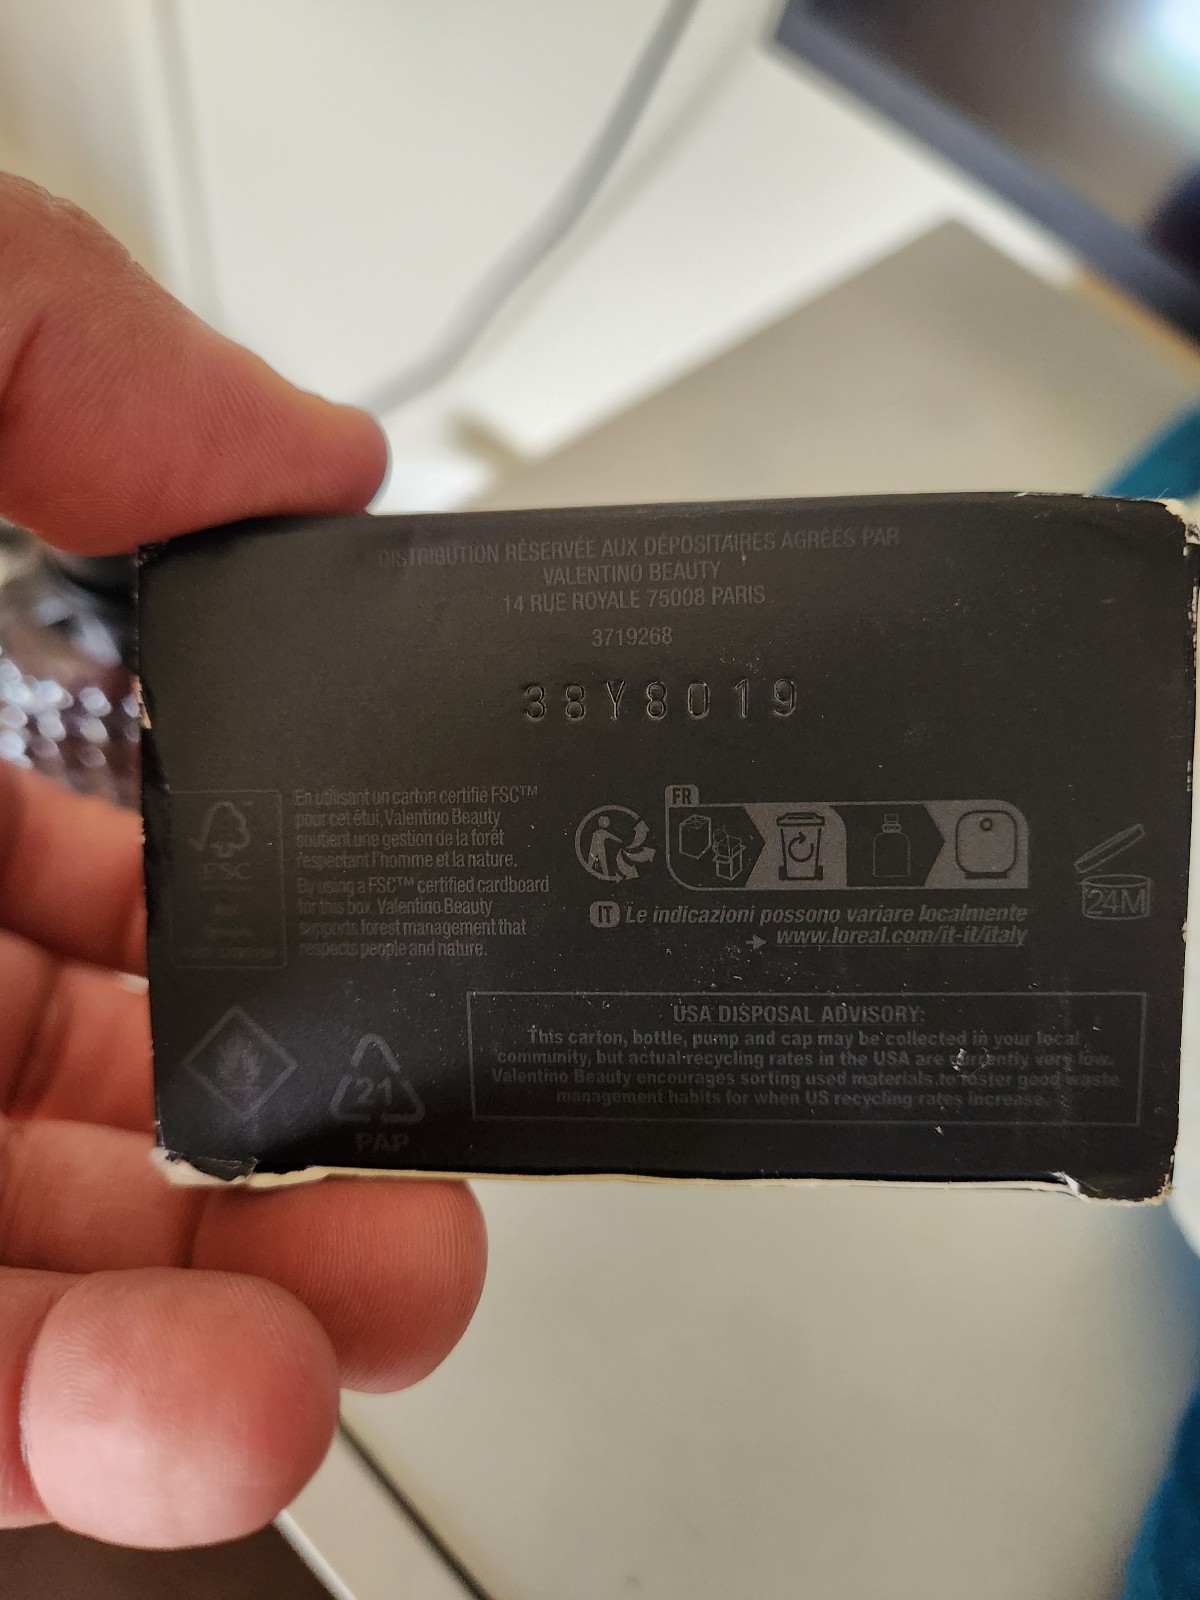 DISTRIBUTION RÉSERVÉE AUX DÉPOSITAIRES AGRÉÉS PAR
VALENTINO BEAUTY
14 RUE ROYALE 75008 PARIS
3719268
38Y8019
En utilisant un carton certifié FSC™
pour cet étui, Valentino Beauty
soutient une gestion de la forêt
respectant l'homme et la nature.
By using a FSC™ certified cardboard
for this box, Valentino Beauty
supports forest management that
respects people and nature.
FSC
FR
IT Le indicazioni possono variare localmente
www.loreal.com/it-it/italy
24M
21
PAP
USA DISPOSAL ADVISORY:
This carton, bottle, pump and cap may be collected in your local
community, but actual recycling rates in the USA are currently very low.
Valentino Beauty encourages sorting used materials to foster good waste
management habits for when US recycling rates increase.